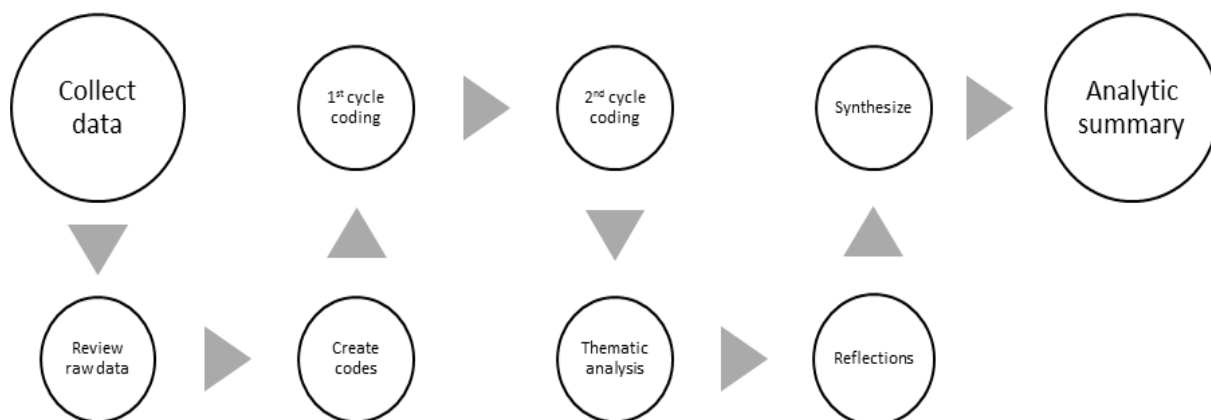 Collect
data
Review
raw data
Create
codes
1st cycle
coding
2nd cycle
coding
Thematic
analysis
Reflections
Synthesize
Analytic
summary